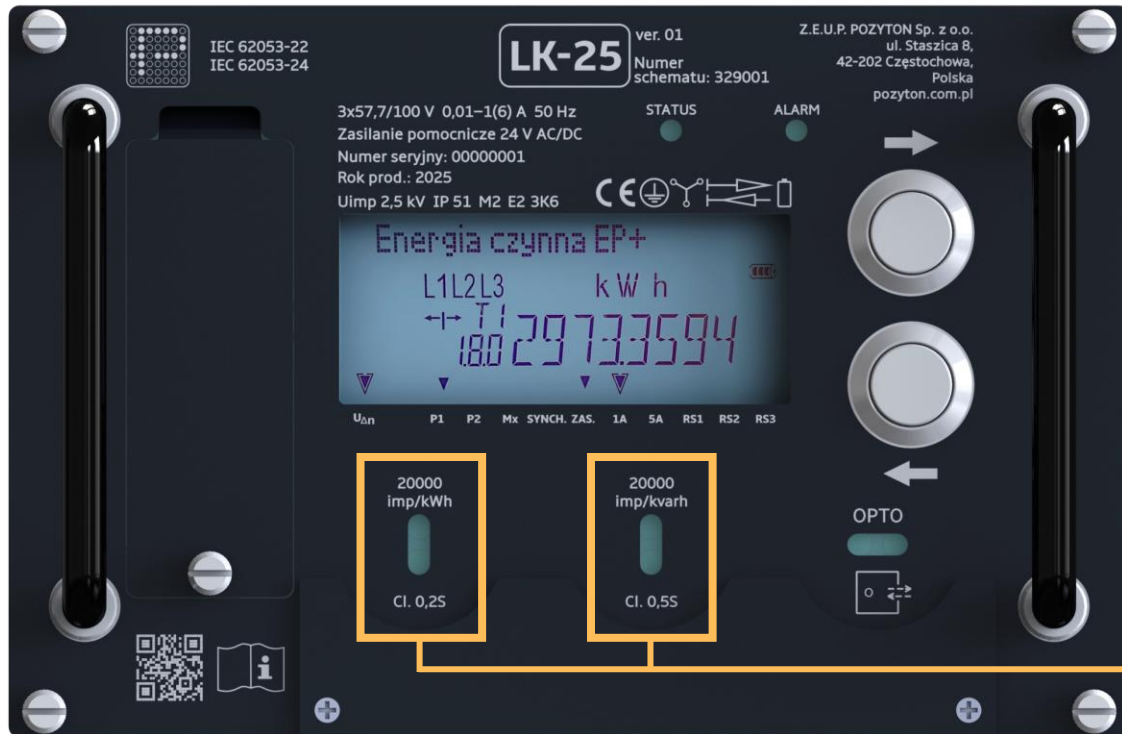 IEC 62053-22
IEC 62053-24
LK-25
ver. 01
Numer
schematu: 329001
Z.E.U.P. POZYTON Sp. z o.o.
ul. Staszica 8,
42-202 Częstochowa,
Polska
pozyton.com.pl
3x57,7/100 V 0,01–1(6) A 50 Hz
Zasilanie pomocnicze 24 V AC/DC
Numer seryjny: 00000001
Rok prod.: 2025
Uimp 2,5 kV IP 51 M2 E2 3K6
STATUS
ALARM
CE
Energia czynna EP+
L1L2L3 kWh
T1
1.8.0 2973.3594
UΔn P1 P2 Mx SYNCH. ZAS. 1A 5A RS1 RS2 RS3
20000
imp/kWh
Cl. 0,2S
20000
imp/kvarh
Cl. 0,5S
OPTO
i